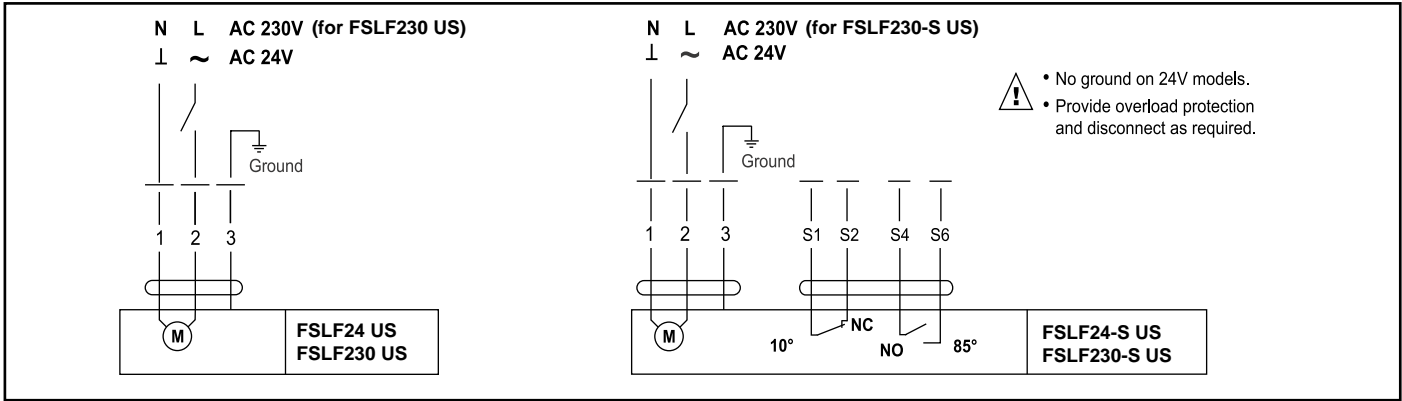 N L AC 230V (for FSLF230 US)
⊥ ~ AC 24V
Ground
1 2 3
M
FSLF24 US
FSLF230 US
N L AC 230V (for FSLF230-S US)
⊥ ~ AC 24V
Ground
1 2 3 S1 S2 S4 S6
M
10° NC NO 85°
FSLF24-S US
FSLF230-S US
! • No ground on 24V models.
• Provide overload protection
and disconnect as required.